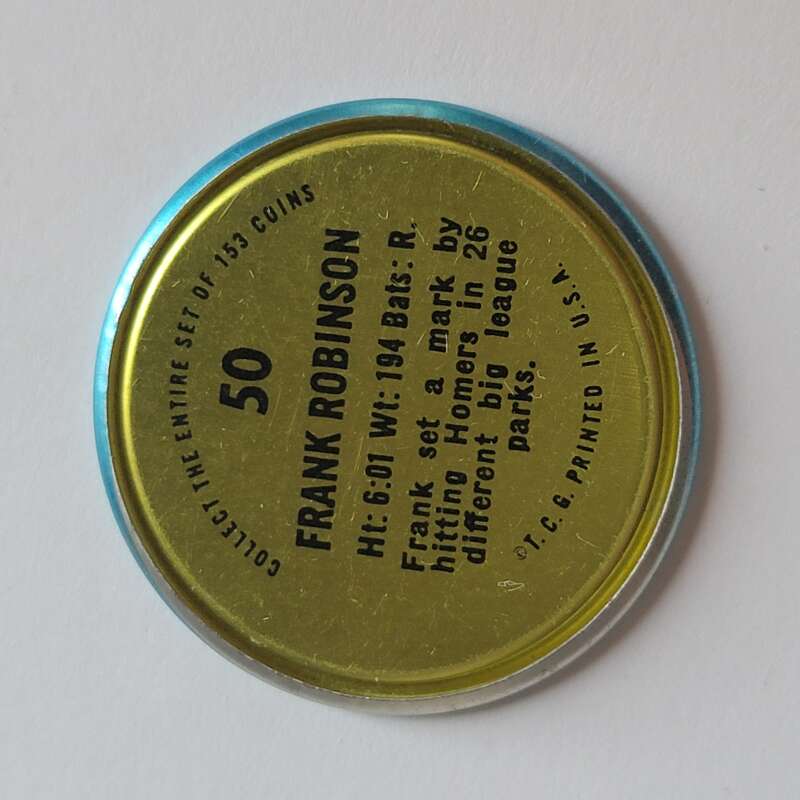 COLLECT THE ENTIRE SET OF 153 COINS
50
FRANK ROBINSON
Ht: 6:01 Wt: 194 Bats: R.
Frank set a mark by
hitting Homers in 26
different big league
parks.
©T. C. G. PRINTED IN U.S.A.